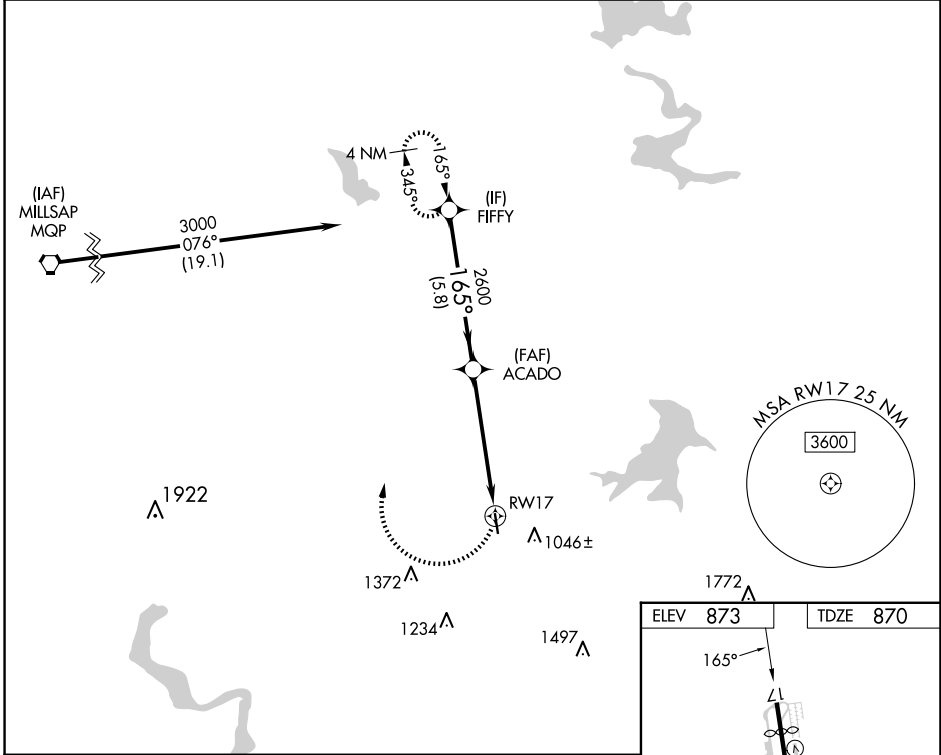 4 NM
345°
165°
(IF)
FIFFY
(IAF)
MILLSAP
MQP
3000
076°
(19.1)
2600
165°
(5.8)
(FAF)
ACADO
MSA RW17 25 NM
3600
1922
RW17
1046±
1372
1772
1234
1497
ELEV 873
TDZE 870
165°
17